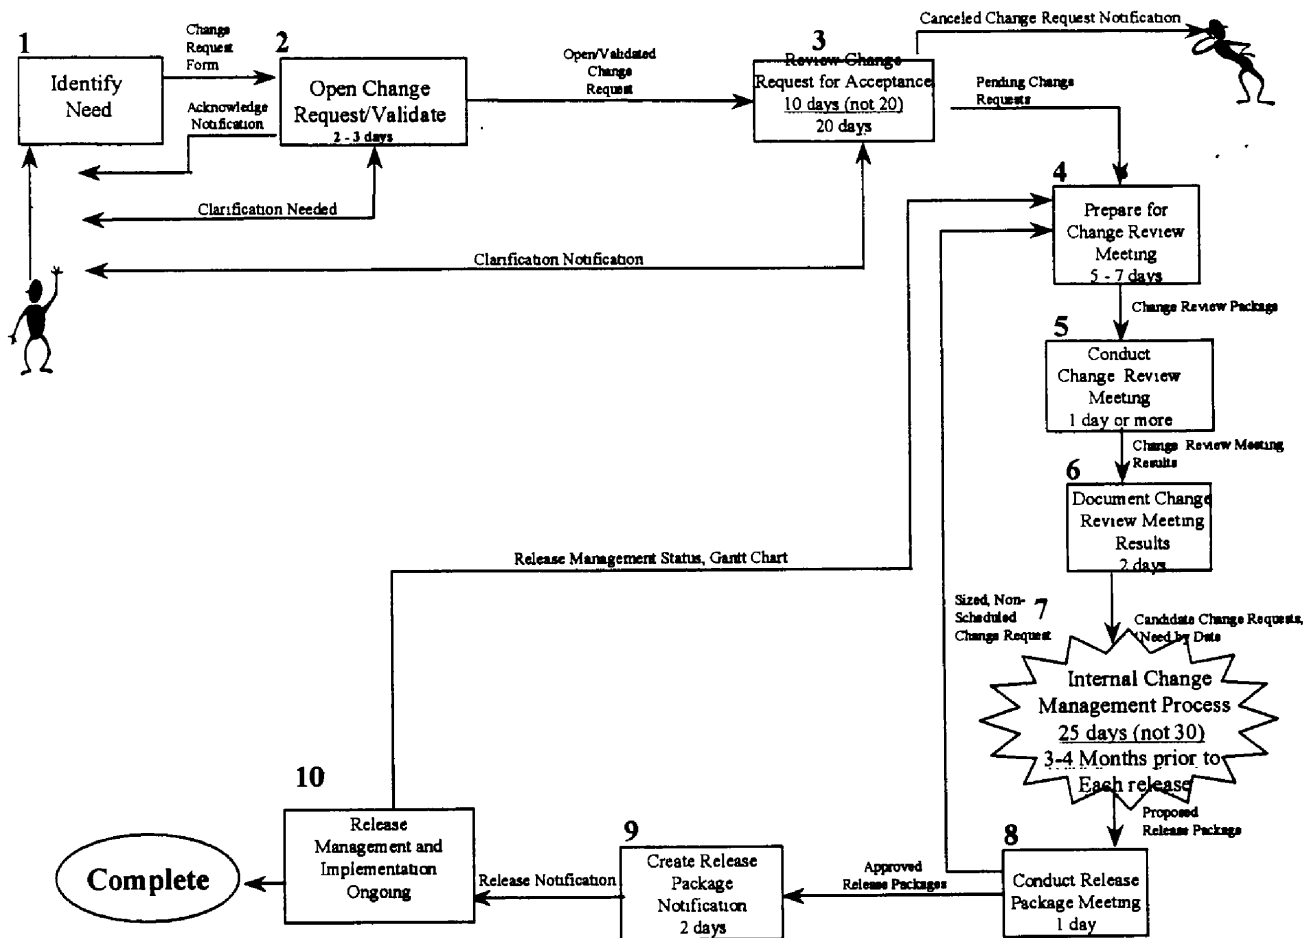 1
Identify
Need
Change
Request
Form
Acknowledge
Notification
2
Open Change
Request/Validate
2 - 3 days
Open/Validated
Change
Request
3
Review Change
Request for Acceptance
10 days (not 20)
20 days
Canceled Change Request Notification
Pending Change
Requests
Clarification Needed
Clarification Notification
4
Prepare for
Change Review
Meeting
5 - 7 days
Change Review Package
5
Conduct
Change Review
Meeting
1 day or more
Change Review Meeting
Results
6
Document Change
Review Meeting
Results
2 days
Release Management Status, Gantt Chart
Sized, Non-
Scheduled
Change Request
7
Candidate Change Requests,
'Need by Date
Internal Change
Management Process
25 days (not 30)
3-4 Months prior to
Each release
Proposed
Release Package
8
Conduct Release
Package Meeting
1 day
Approved
Release Packages
9
Create Release
Package
Notification
2 days
Release Notification
10
Release
Management and
Implementation
Ongoing
Complete